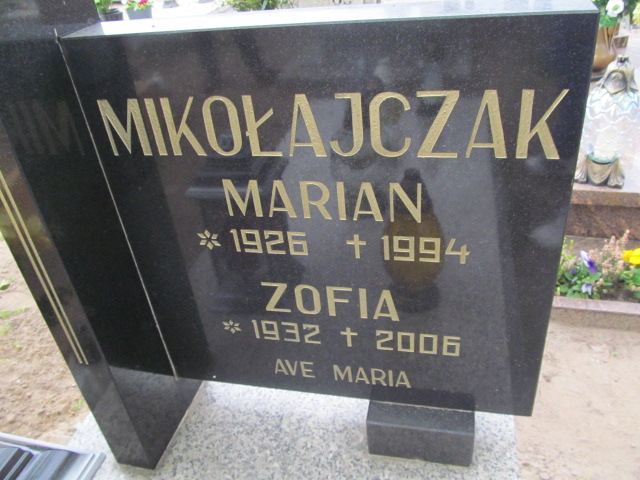 MIKOŁAJCZAK
MARIAN
* 1926 † 1994
ZOFIA
* 1932 † 2006
AVE MARIA